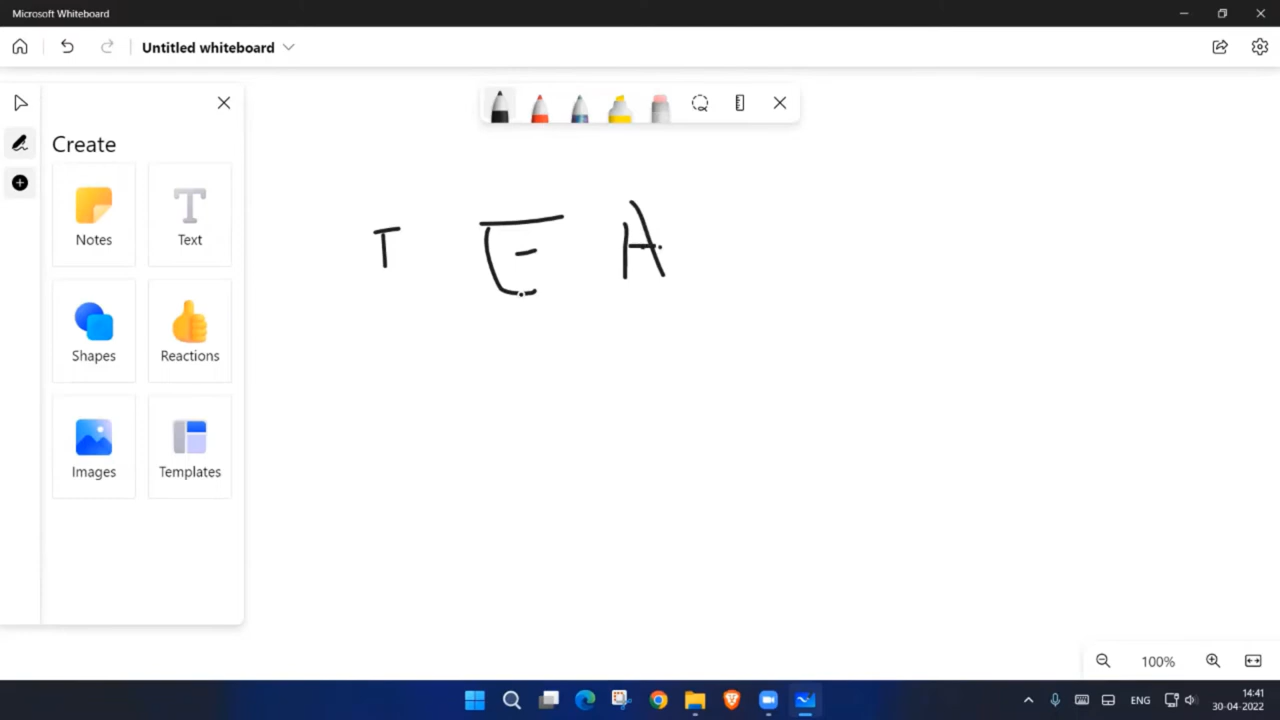 Microsoft Whiteboard
Untitled whiteboard
Create
T E A
Notes
Text
Shapes
Reactions
Images
Templates
100%
ENG
14:41
30-04-2022